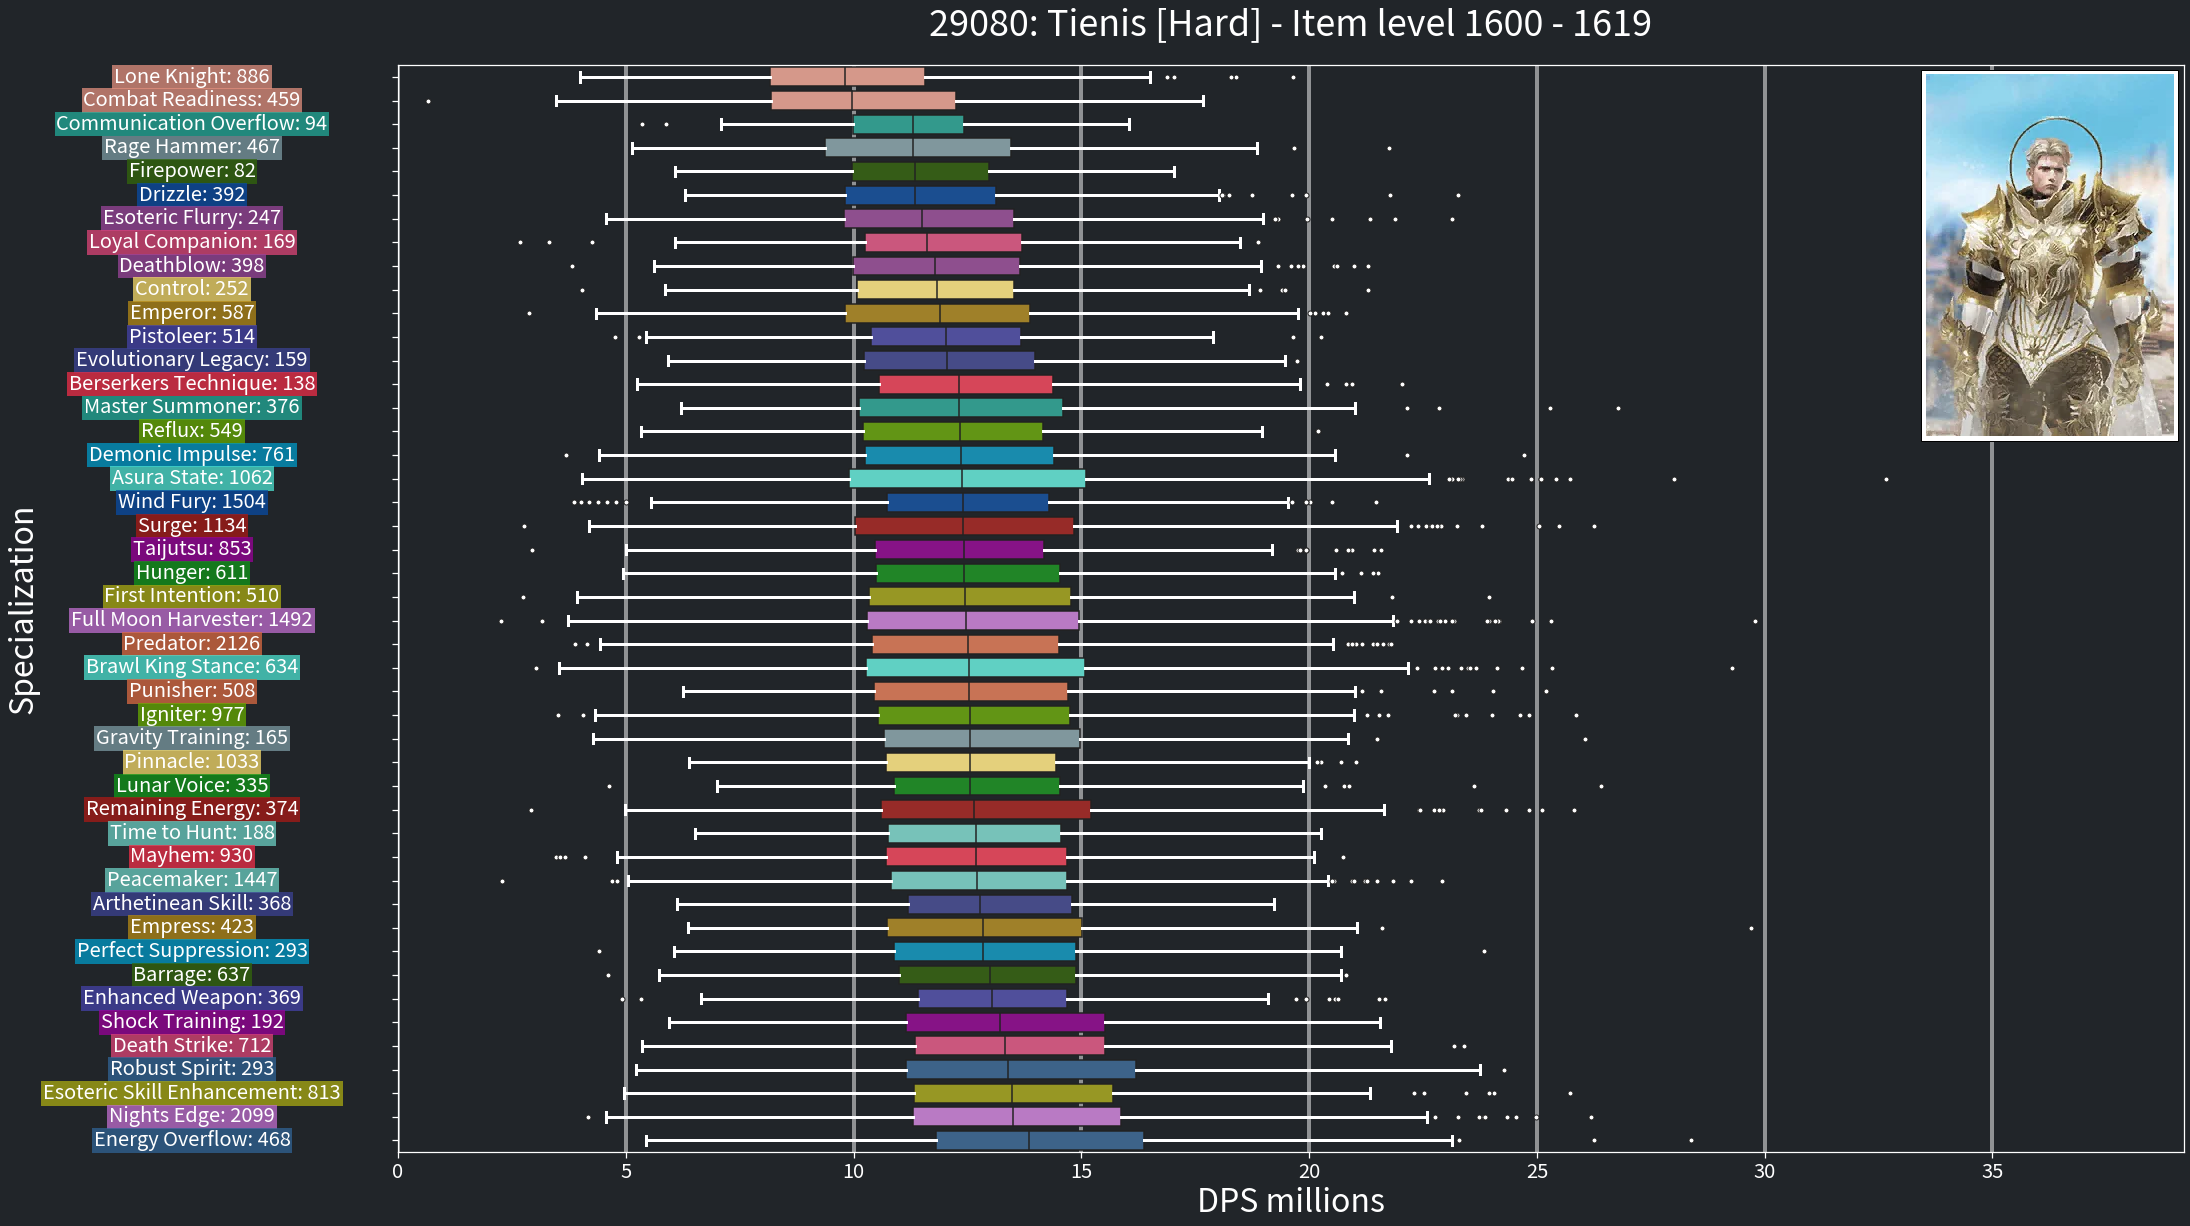 29080: Tienis [Hard] - Item level 1600 - 1619
Lone Knight: 886
Combat Readiness: 459
Communication Overflow: 94
Rage Hammer: 467
Firepower: 82
Drizzle: 392
Esoteric Flurry: 247
Loyal Companion: 169
Deathblow: 398
Control: 252
Emperor: 587
Pistoleer: 514
Evolutionary Legacy: 159
Berserkers Technique: 138
Master Summoner: 376
Reflux: 549
Demonic Impulse: 761
Asura State: 1062
Wind Fury: 1504
Surge: 1134
Taijutsu: 853
Hunger: 611
First Intention: 510
Full Moon Harvester: 1492
Predator: 2126
Brawl King Stance: 634
Punisher: 508
Igniter: 977
Gravity Training: 165
Pinnacle: 1033
Lunar Voice: 335
Remaining Energy: 374
Time to Hunt: 188
Mayhem: 930
Peacemaker: 1447
Arthetinean Skill: 368
Empress: 423
Perfect Suppression: 293
Barrage: 637
Enhanced Weapon: 369
Shock Training: 192
Death Strike: 712
Robust Spirit: 293
Esoteric Skill Enhancement: 813
Nights Edge: 2099
Energy Overflow: 468
Specialization
0 5 10 15 20 25 30 35
DPS millions